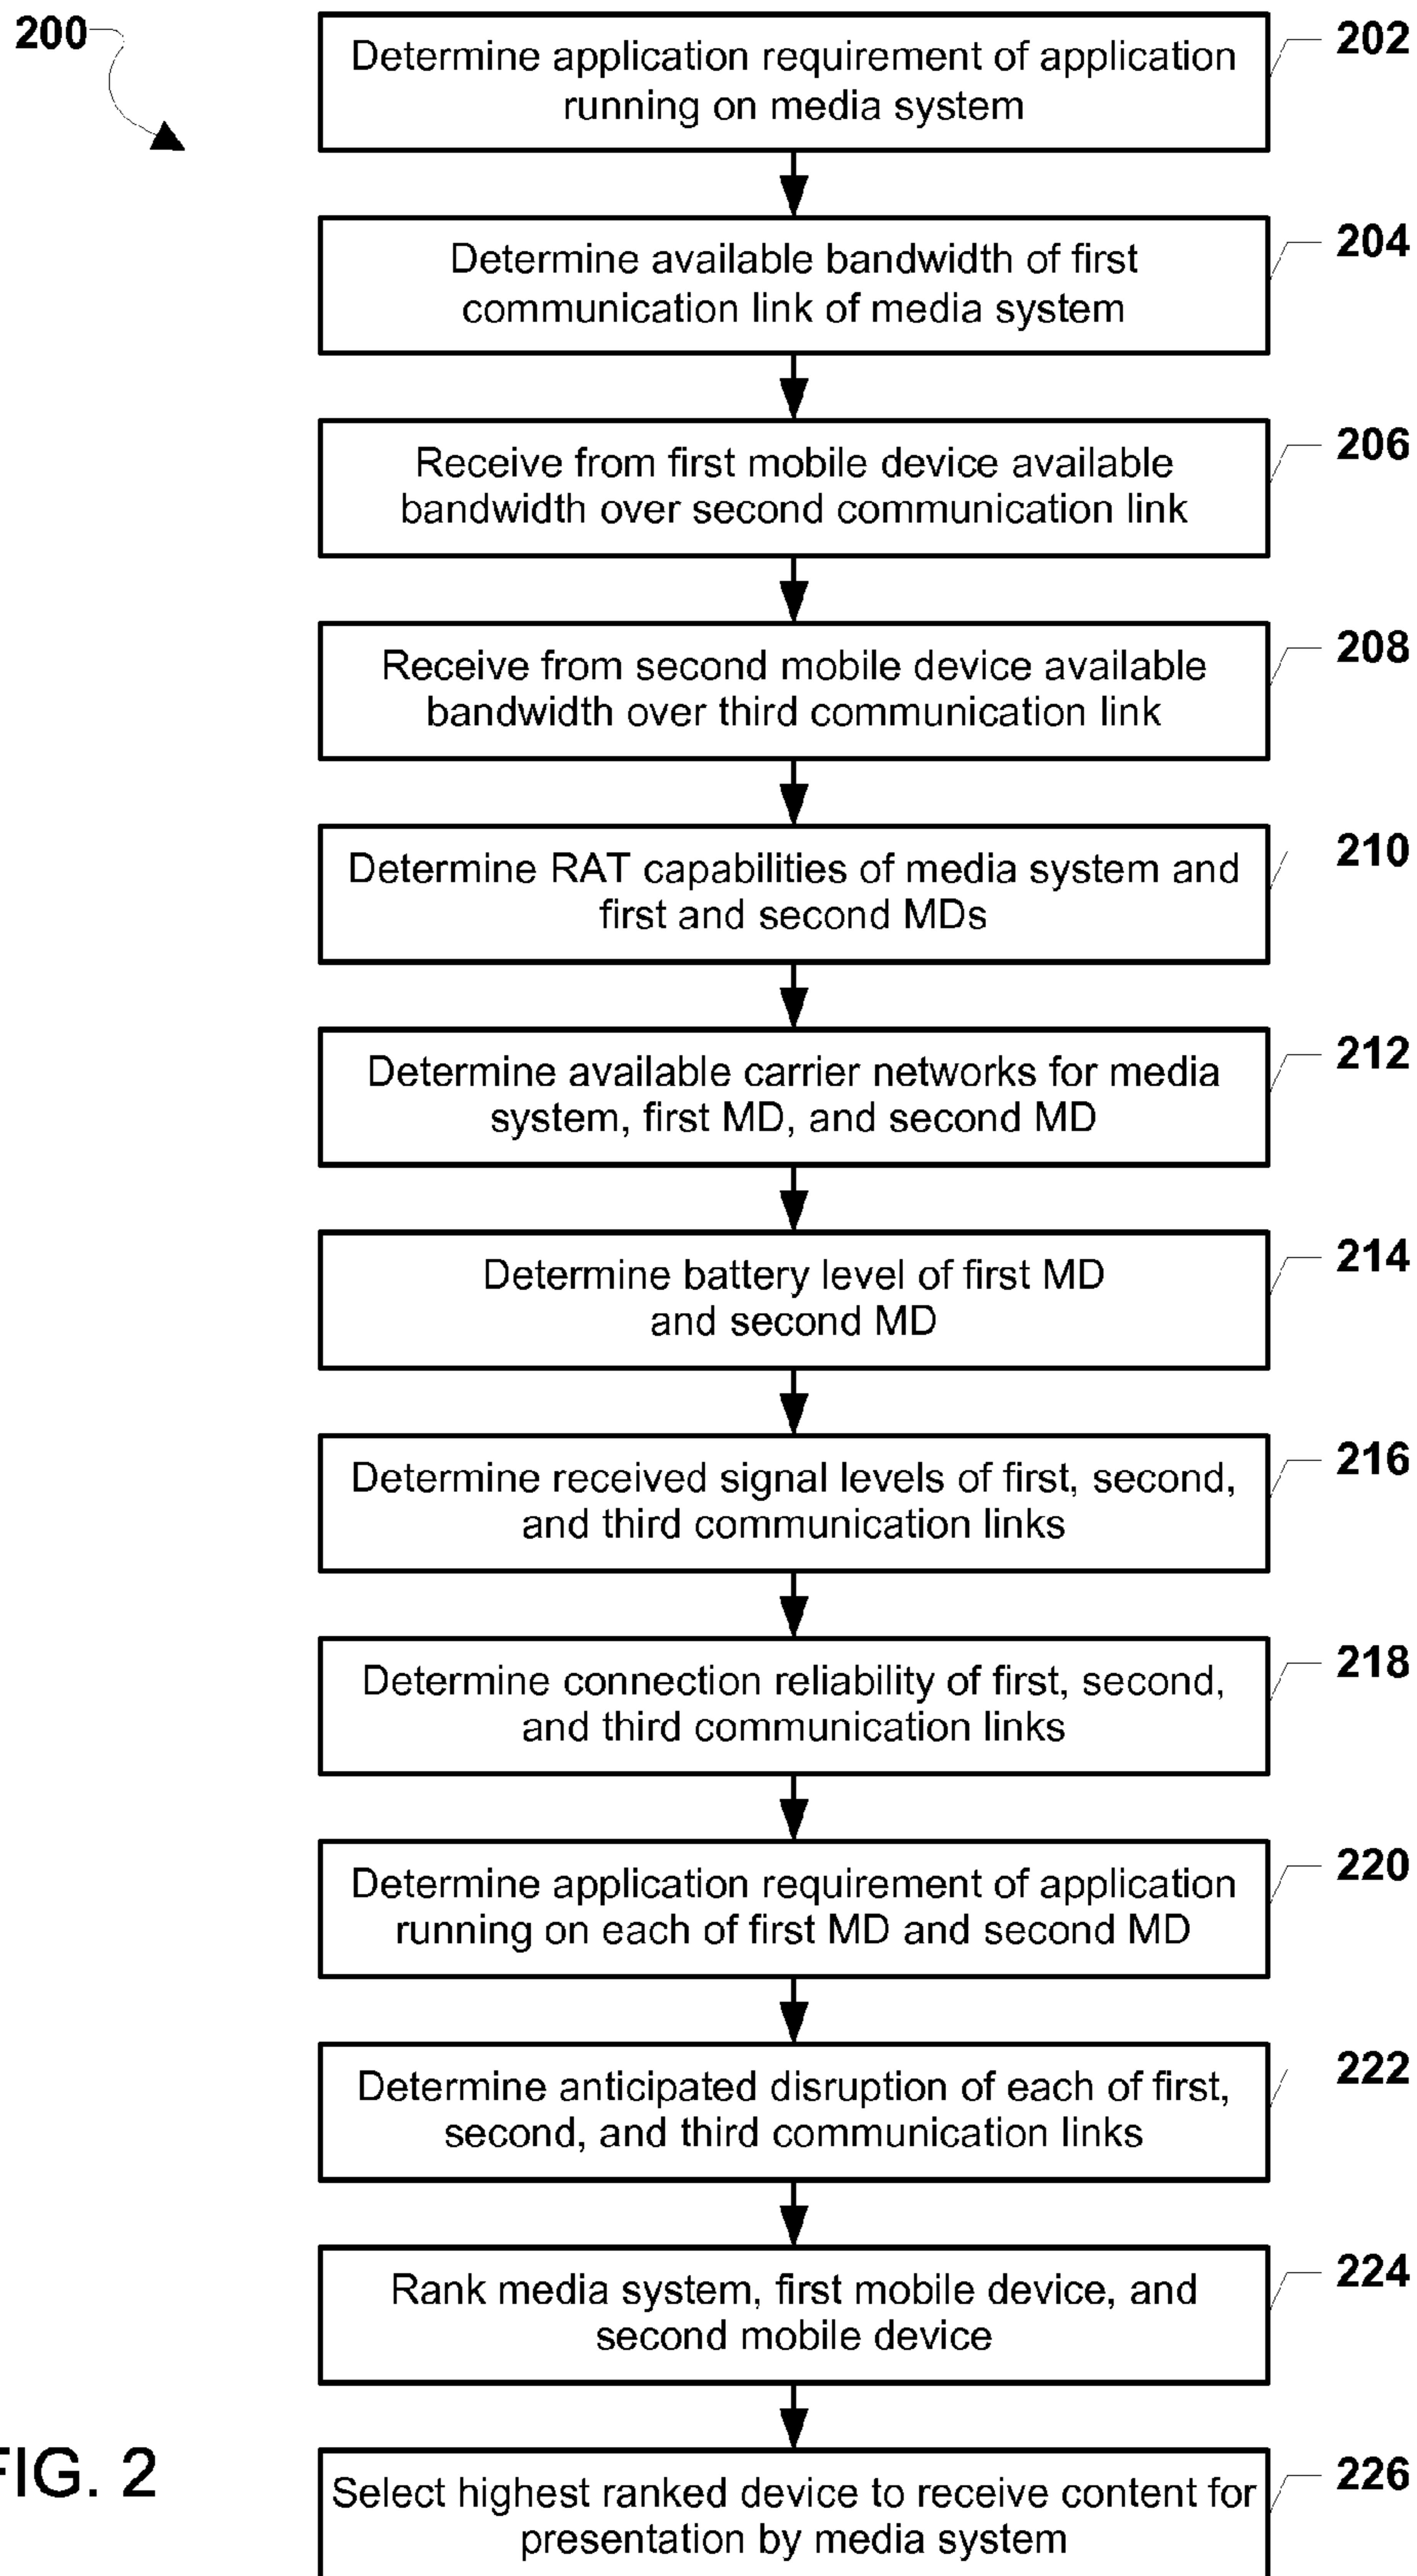 200
Determine application requirement of application
running on media system
202
Determine available bandwidth of first
communication link of media system
204
Receive from first mobile device available
bandwidth over second communication link
206
Receive from second mobile device available
bandwidth over third communication link
208
Determine RAT capabilities of media system and
first and second MDs
210
Determine available carrier networks for media
system, first MD, and second MD
212
Determine battery level of first MD
and second MD
214
Determine received signal levels of first, second,
and third communication links
216
Determine connection reliability of first, second,
and third communication links
218
Determine application requirement of application
running on each of first MD and second MD
220
Determine anticipated disruption of each of first,
second, and third communication links
222
Rank media system, first mobile device, and
second mobile device
224
Select highest ranked device to receive content for
presentation by media system
226
FIG. 2